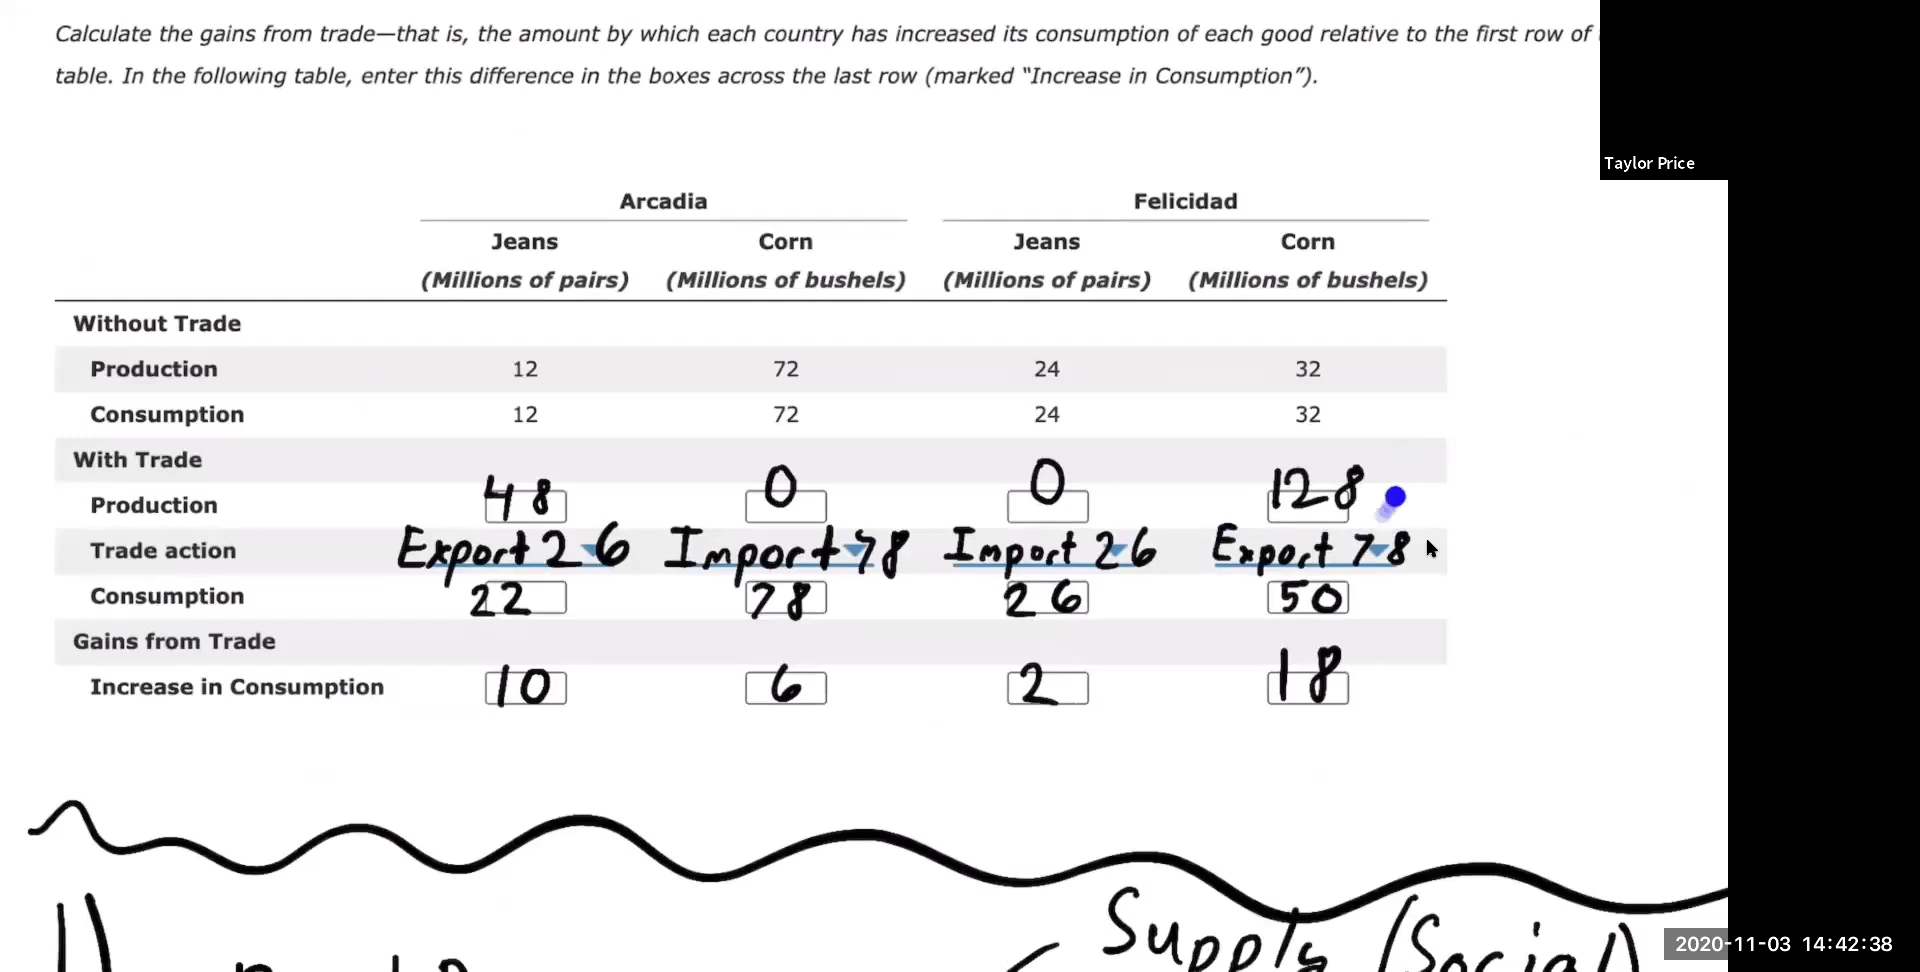 Calculate the gains from trade—that is, the amount by which each country has increased its consumption of each good relative to the first row of
table. In the following table, enter this difference in the boxes across the last row (marked “Increase in Consumption”).
Taylor Price
Arcadia Felicidad
Jeans Corn Jeans Corn
(Millions of pairs) (Millions of bushels) (Millions of pairs) (Millions of bushels)
Without Trade
Production 12 72 24 32
Consumption 12 72 24 32
With Trade
Production 48 0 0 128
Trade action Export 26 Import 78 Import 26 Export 78
Consumption 22 78 26 50
Gains from Trade
Increase in Consumption 10 6 2 18
Supply (Social)
2020-11-03 14:42:38